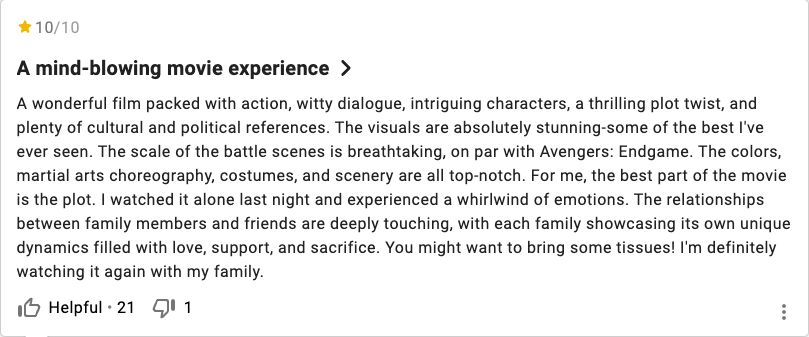 10/10
A mind-blowing movie experience
A wonderful film packed with action, witty dialogue, intriguing characters, a thrilling plot twist, and
plenty of cultural and political references. The visuals are absolutely stunning-some of the best I've
ever seen. The scale of the battle scenes is breathtaking, on par with Avengers: Endgame. The colors,
martial arts choreography, costumes, and scenery are all top-notch. For me, the best part of the movie
is the plot. I watched it alone last night and experienced a whirlwind of emotions. The relationships
between family members and friends are deeply touching, with each family showcasing its own unique
dynamics filled with love, support, and sacrifice. You might want to bring some tissues! I'm definitely
watching it again with my family.
Helpful • 21 1